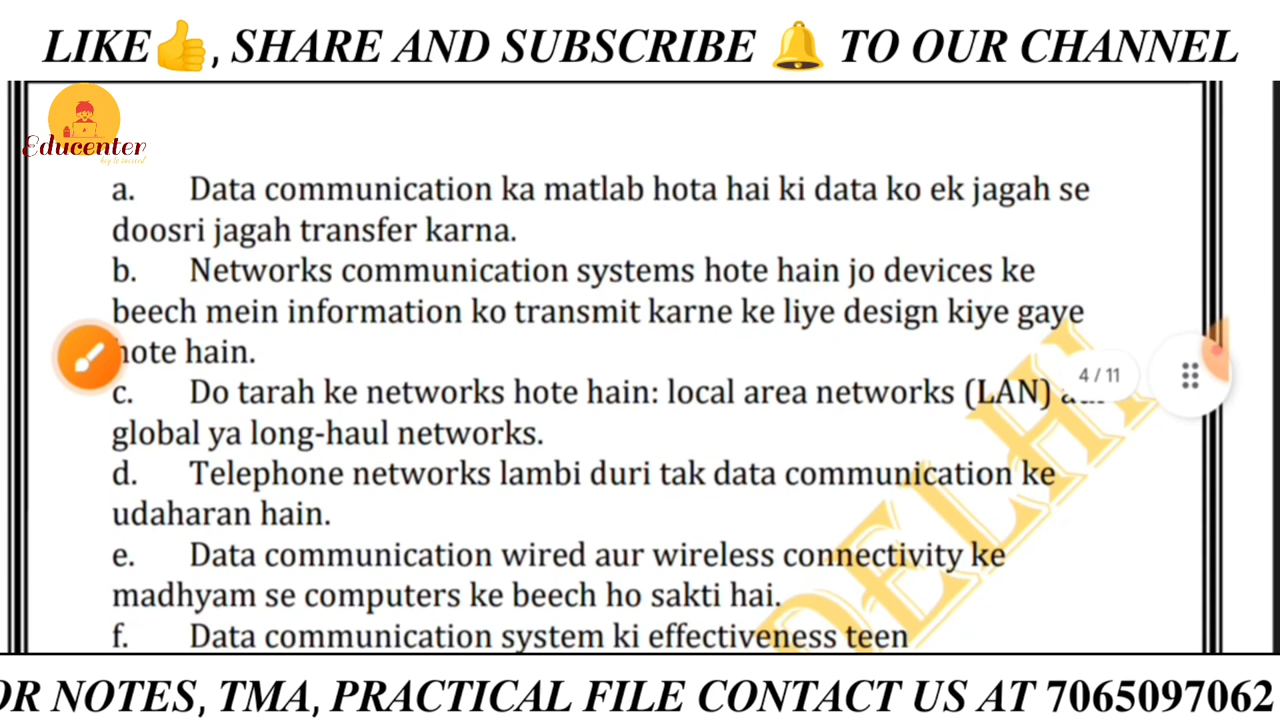 LIKE👍, SHARE AND SUBSCRIBE 🔔 TO OUR CHANNEL
Educenter
key to success
a. Data communication ka matlab hota hai ki data ko ek jagah se
doosri jagah transfer karna.
b. Networks communication systems hote hain jo devices ke
beech mein information ko transmit karne ke liye design kiye gaye
hote hain.
4 / 11
c. Do tarah ke networks hote hain: local area networks (LAN)
global ya long-haul networks.
d. Telephone networks lambi duri tak data communication ke
udaharan hain.
e. Data communication wired aur wireless connectivity ke
madhyam se computers ke beech ho sakti hai.
f. Data communication system ki effectiveness teen
DELHI
OR NOTES, TMA, PRACTICAL FILE CONTACT US AT 7065097062